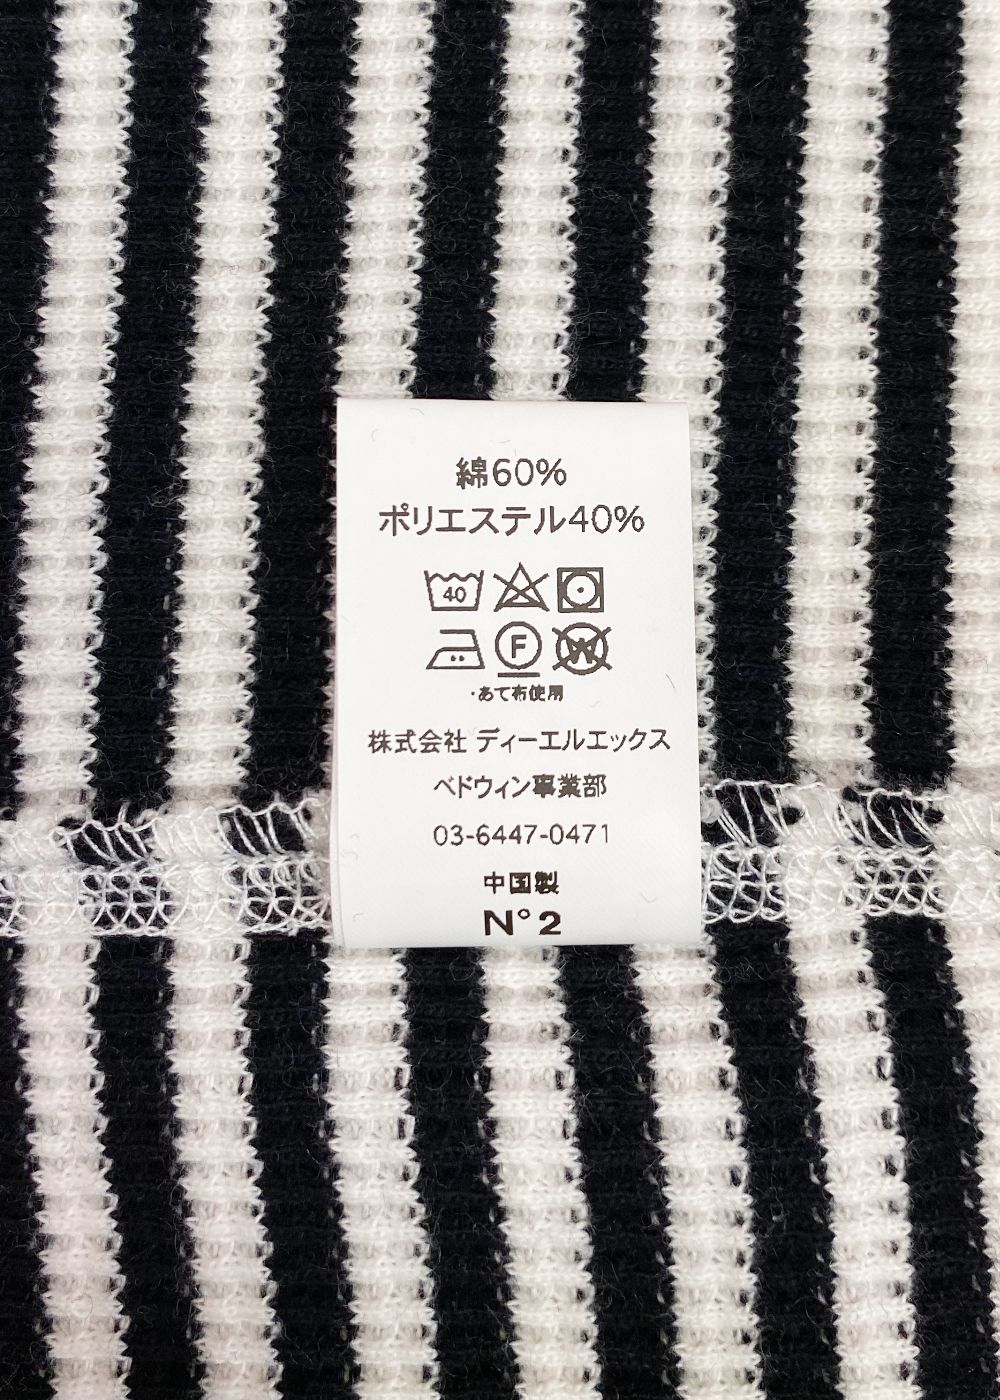 綿60%
ポリエステル40%
40
F W
・あて布使用
株式会社 ディーエルエックス
ベドウィン事業部
03-6447-0471
中国製
N°2